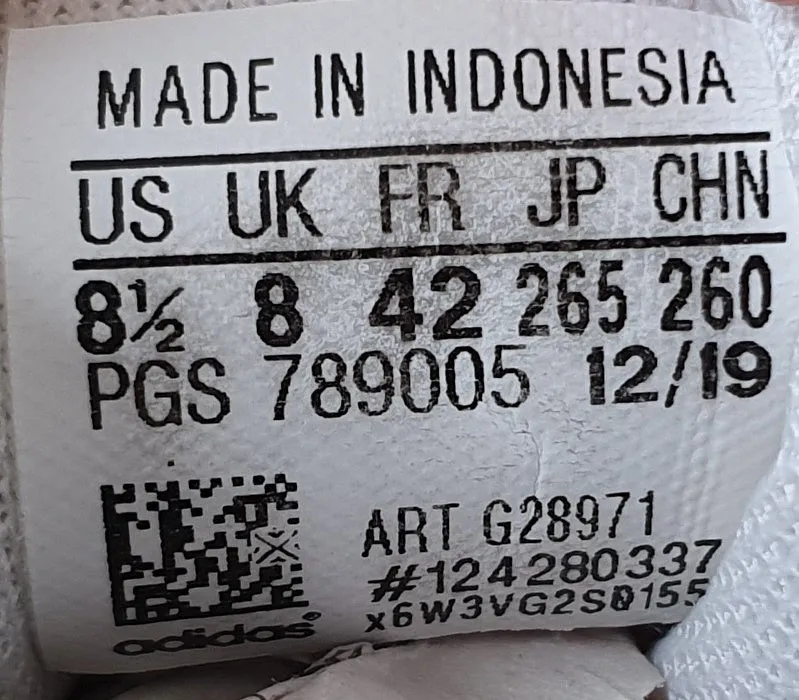 MADE IN INDONESIA
US UK FR JP CHN
8½ 8 42 265 260
PGS 789005 12/19
ART G28971
#124280337
adidas®